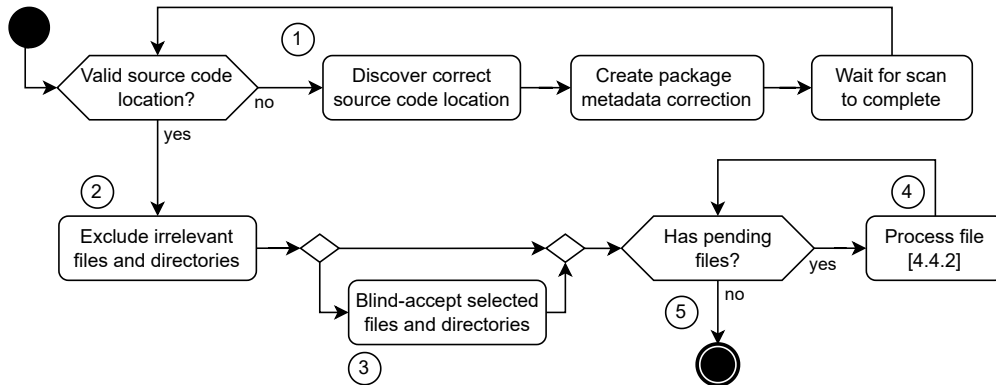 1
Valid source code
location?
no
yes
Discover correct
source code location
Create package
metadata correction
Wait for scan
to complete
2
Exclude irrelevant
files and directories
Blind-accept selected
files and directories
3
Has pending
files?
yes
no
4
Process file
[4.4.2]
5